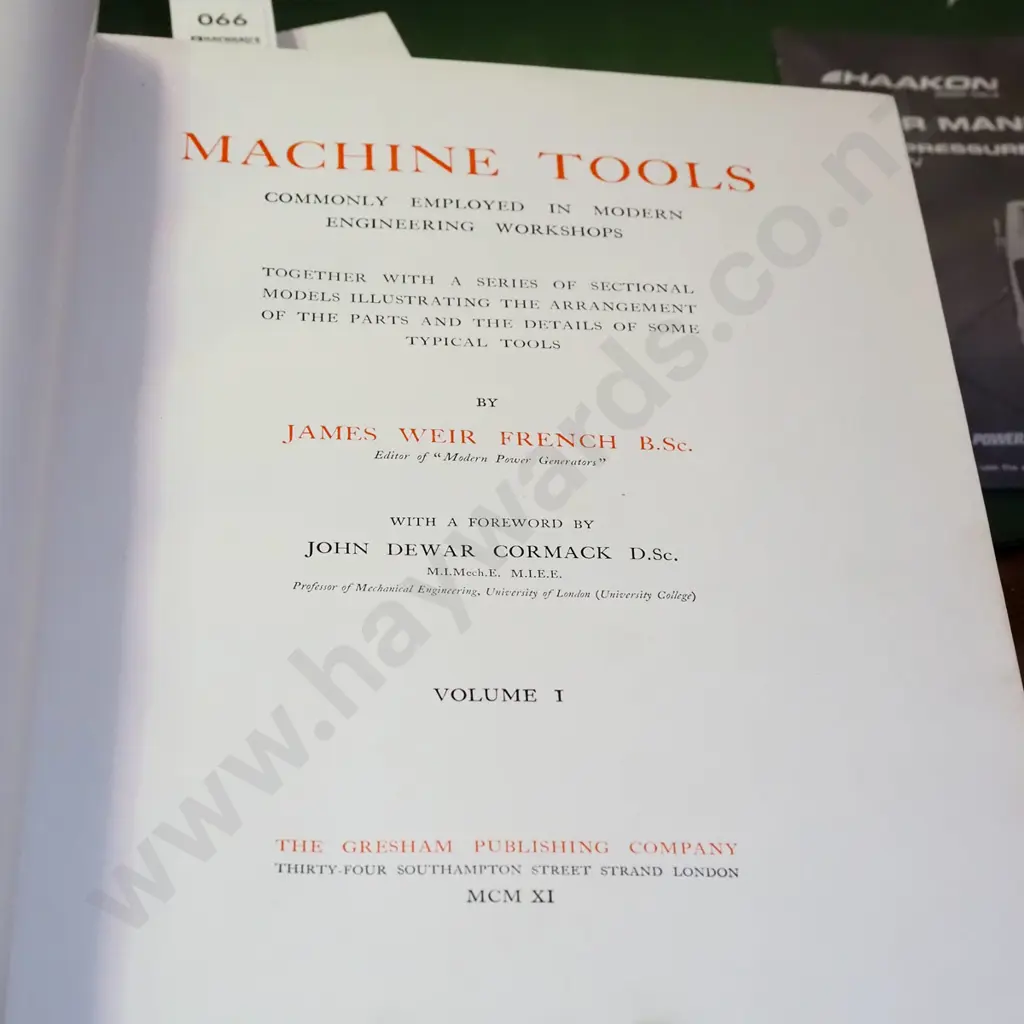 066
HAAKON
R MAN
PRESSURE
MACHINE TOOLS
COMMONLY EMPLOYED IN MODERN
ENGINEERING WORKSHOPS
TOGETHER WITH A SERIES OF SECTIONAL
MODELS ILLUSTRATING THE ARRANGEMENT
OF THE PARTS AND THE DETAILS OF SOME
TYPICAL TOOLS
BY
JAMES WEIR FRENCH B.Sc.
Editor of "Modern Power Generators"
POWER
WITH A FOREWORD BY
JOHN DEWAR CORMACK D.Sc.
M.I.Mech.E. M.I.E.E.
Professor of Mechanical Engineering, University of London (University College)
VOLUME I
THE GRESHAM PUBLISHING COMPANY
THIRTY-FOUR SOUTHAMPTON STREET STRAND LONDON
MCM XI
www.haywards.co.n